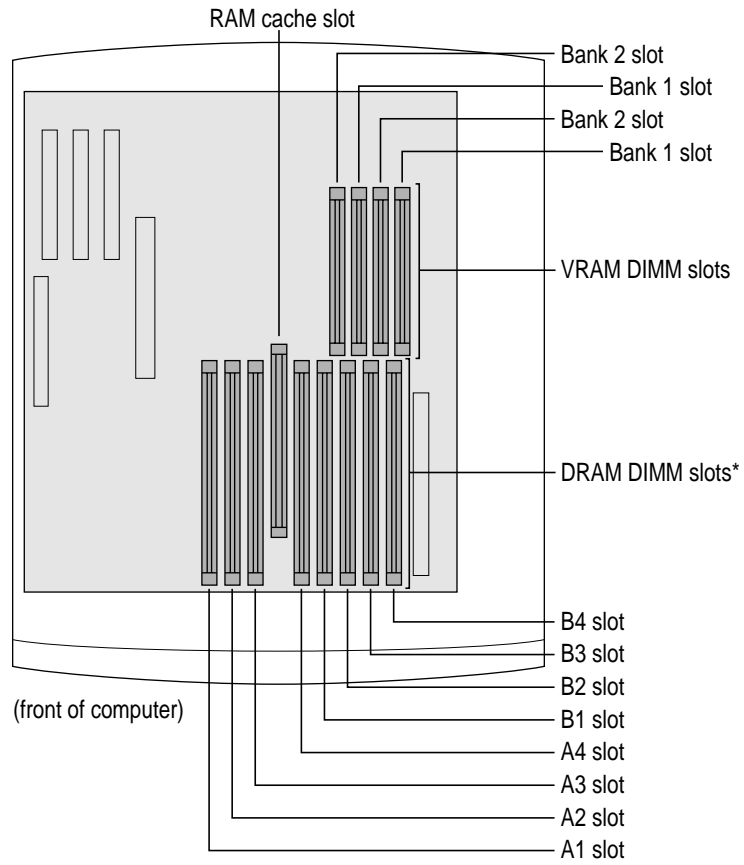 RAM cache slot
Bank 2 slot
Bank 1 slot
Bank 2 slot
Bank 1 slot
VRAM DIMM slots
DRAM DIMM slots*
B4 slot
B3 slot
B2 slot
B1 slot
A4 slot
A3 slot
A2 slot
A1 slot
(front of computer)